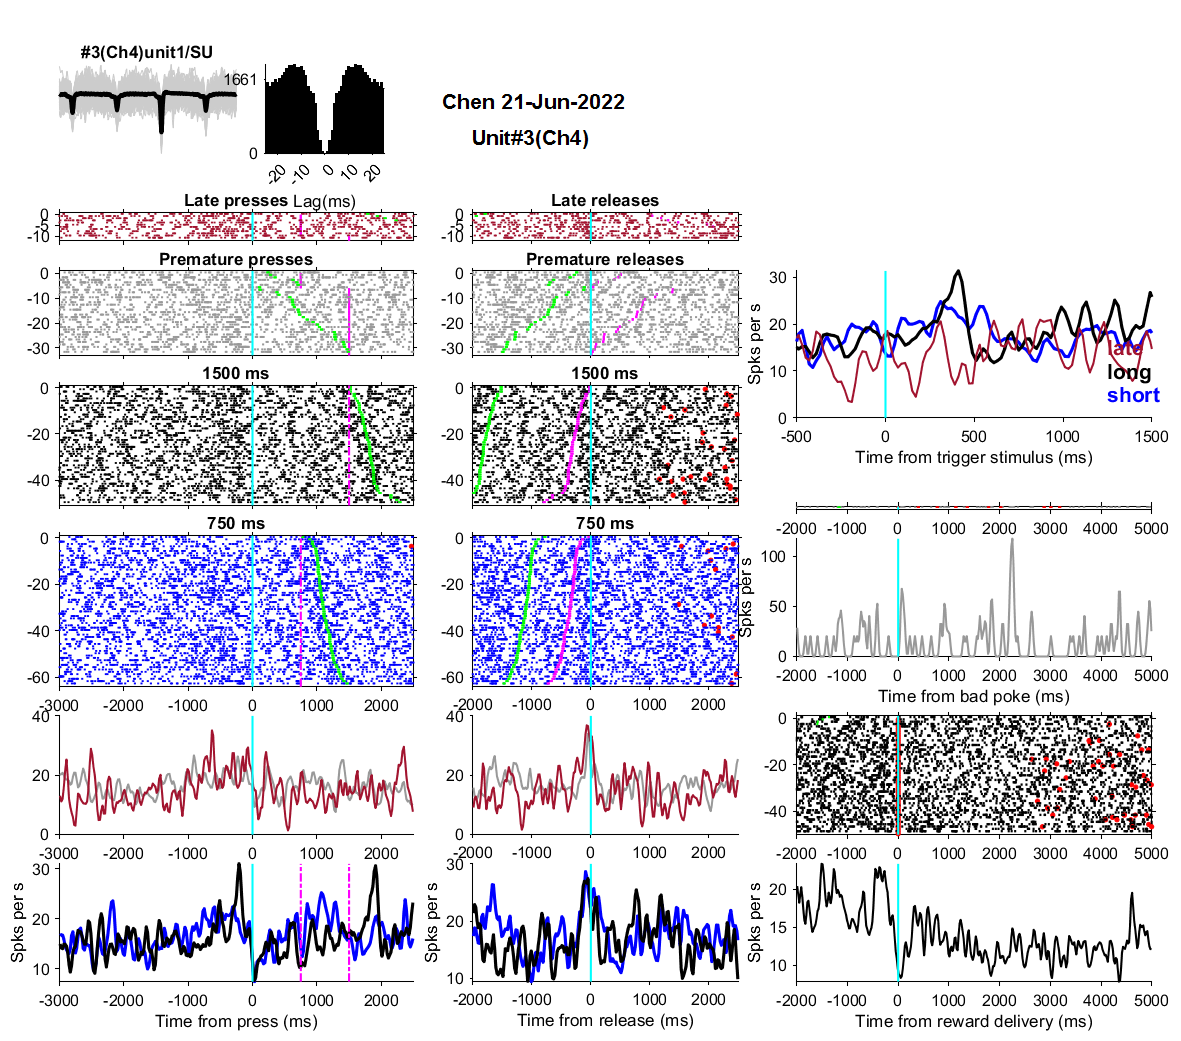 #3(Ch4)unit1/SU
1661
0
-20 -10 0 10 20
Lag(ms)
Chen 21-Jun-2022
Unit#3(Ch4)
Late presses
0
-5
-10
Late releases
0
-5
-10
Premature presses
0
-10
-20
-30
Premature releases
0
-10
-20
-30
1500 ms
0
-20
-40
1500 ms
0
-20
-40
750 ms
0
-20
-40
-60
-3000 -2000 -1000 0 1000 2000
750 ms
0
-20
-40
-60
-2000 -1000 0 1000 2000
40
20
0
-3000 -2000 -1000 0 1000 2000
40
20
0
-2000 -1000 0 1000 2000
Spks per s
30
20
10
-3000 -2000 -1000 0 1000 2000
Time from press (ms)
Spks per s
30
20
10
-2000 -1000 0 1000 2000
Time from release (ms)
Spks per s
30
20
10
0
late
long
short
-500 0 500 1000 1500
Time from trigger stimulus (ms)
-2000 -1000 0 1000 2000 3000 4000 5000
Spks per s
100
50
0
-2000 -1000 0 1000 2000 3000 4000 5000
Time from bad poke (ms)
0
-20
-40
-2000 -1000 0 1000 2000 3000 4000 5000
Spks per s
20
15
10
-2000 -1000 0 1000 2000 3000 4000 5000
Time from reward delivery (ms)